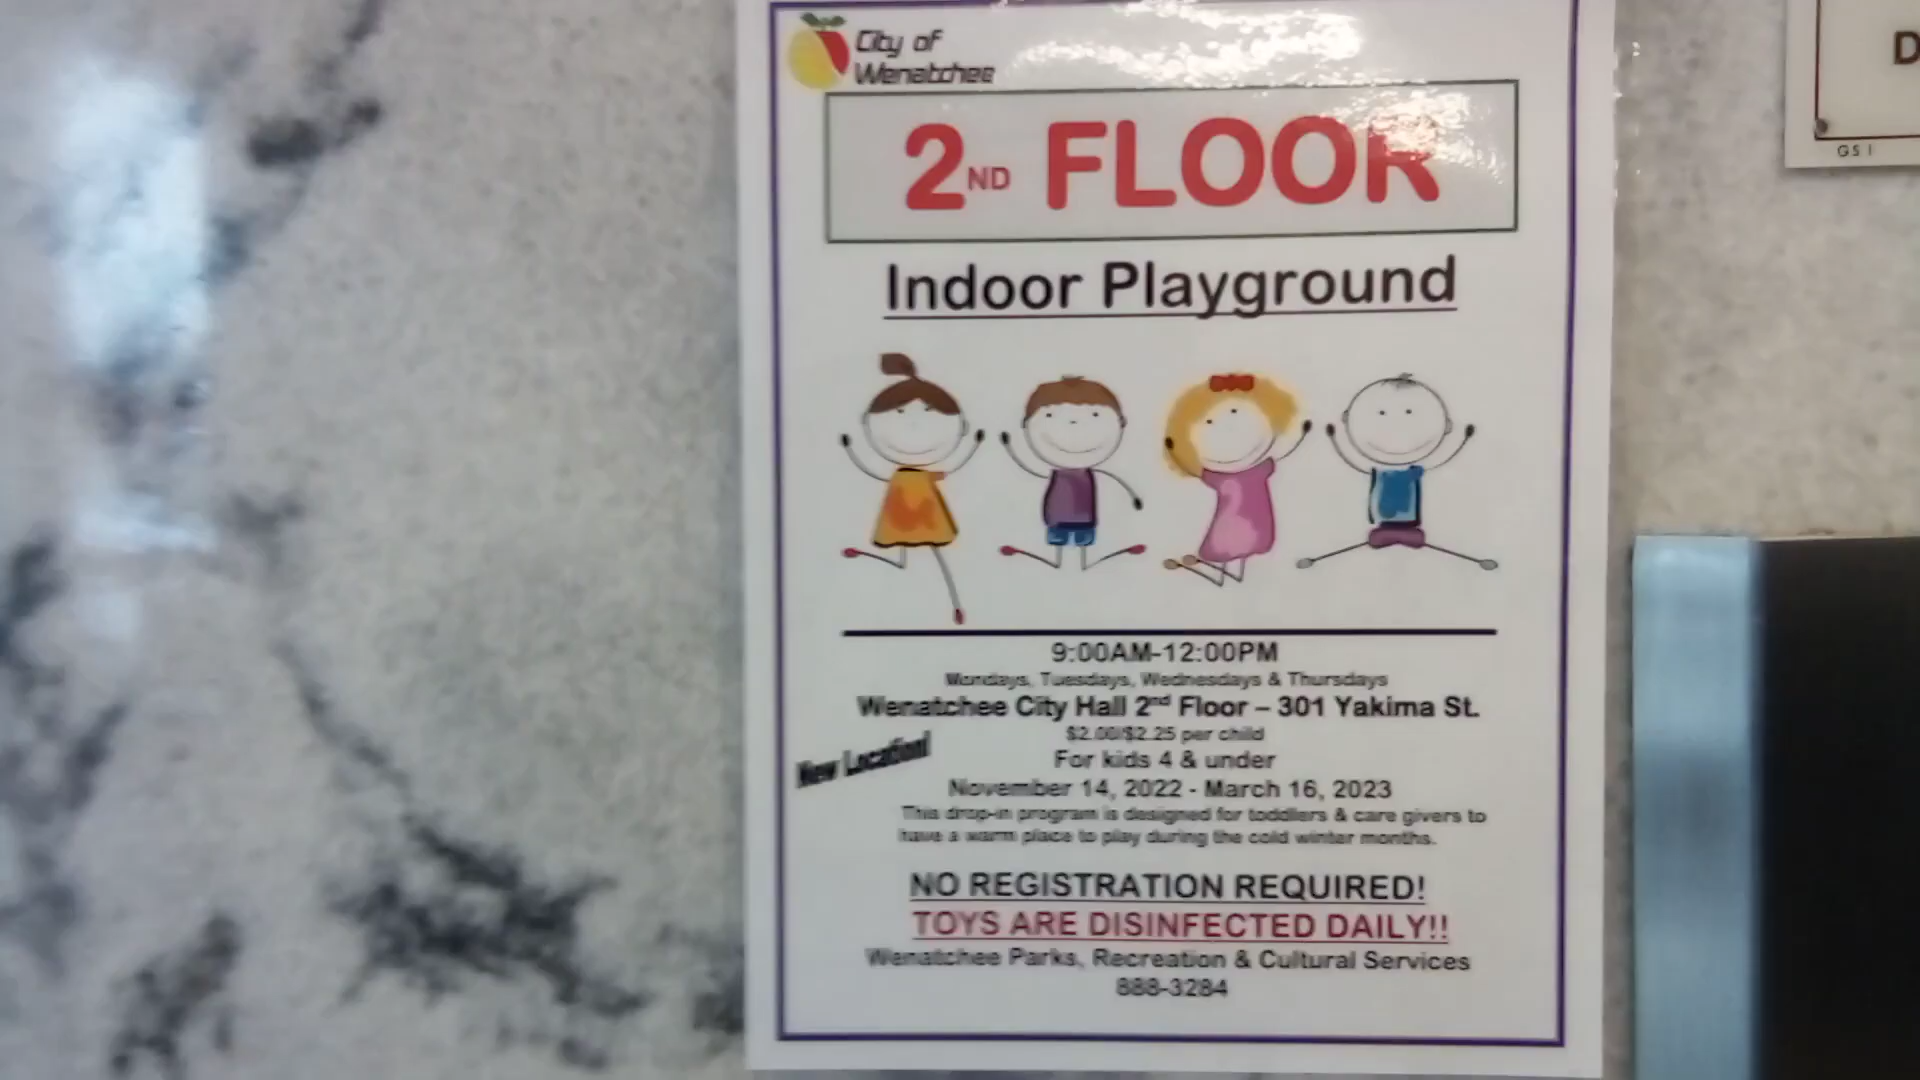 City of
Wenatchee
2ND FLOOR
Indoor Playground
9:00AM-12:00PM
Mondays, Tuesdays, Wednesdays & Thursdays
Wenatchee City Hall 2nd Floor – 301 Yakima St.
$2.00/$2.25 per child
New Location!
For kids 4 & under
November 14, 2022 - March 16, 2023
This drop-in program is designed for toddlers & care givers to
have a warm place to play during the cold winter months.
NO REGISTRATION REQUIRED!
TOYS ARE DISINFECTED DAILY!!
Wenatchee Parks, Recreation & Cultural Services
888-3284
D
GS I